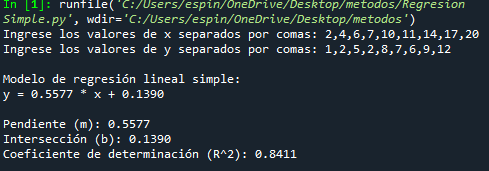 In [1]: runfile('C:/Users/espin/OneDrive/Desktop/metodos/Regresion
Simple.py', wdir='C:/Users/espin/OneDrive/Desktop/metodos')
Ingrese los valores de x separados por comas: 2,4,6,7,10,11,14,17,20
Ingrese los valores de y separados por comas: 1,2,5,2,8,7,6,9,12
Modelo de regresión lineal simple:
y = 0.5577 * x + 0.1390
Pendiente (m): 0.5577
Intersección (b): 0.1390
Coeficiente de determinación (R^2): 0.8411